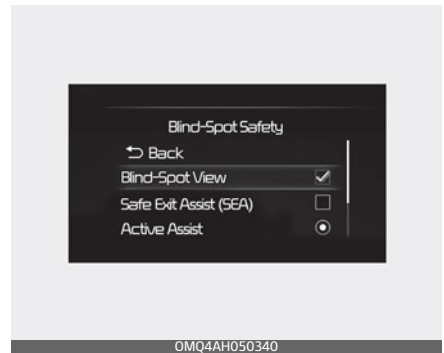 Blind-Spot Safety
Back
Blind-Spot View
Safe Exit Assist (SEA)
Active Assist
OMQ4AH050340